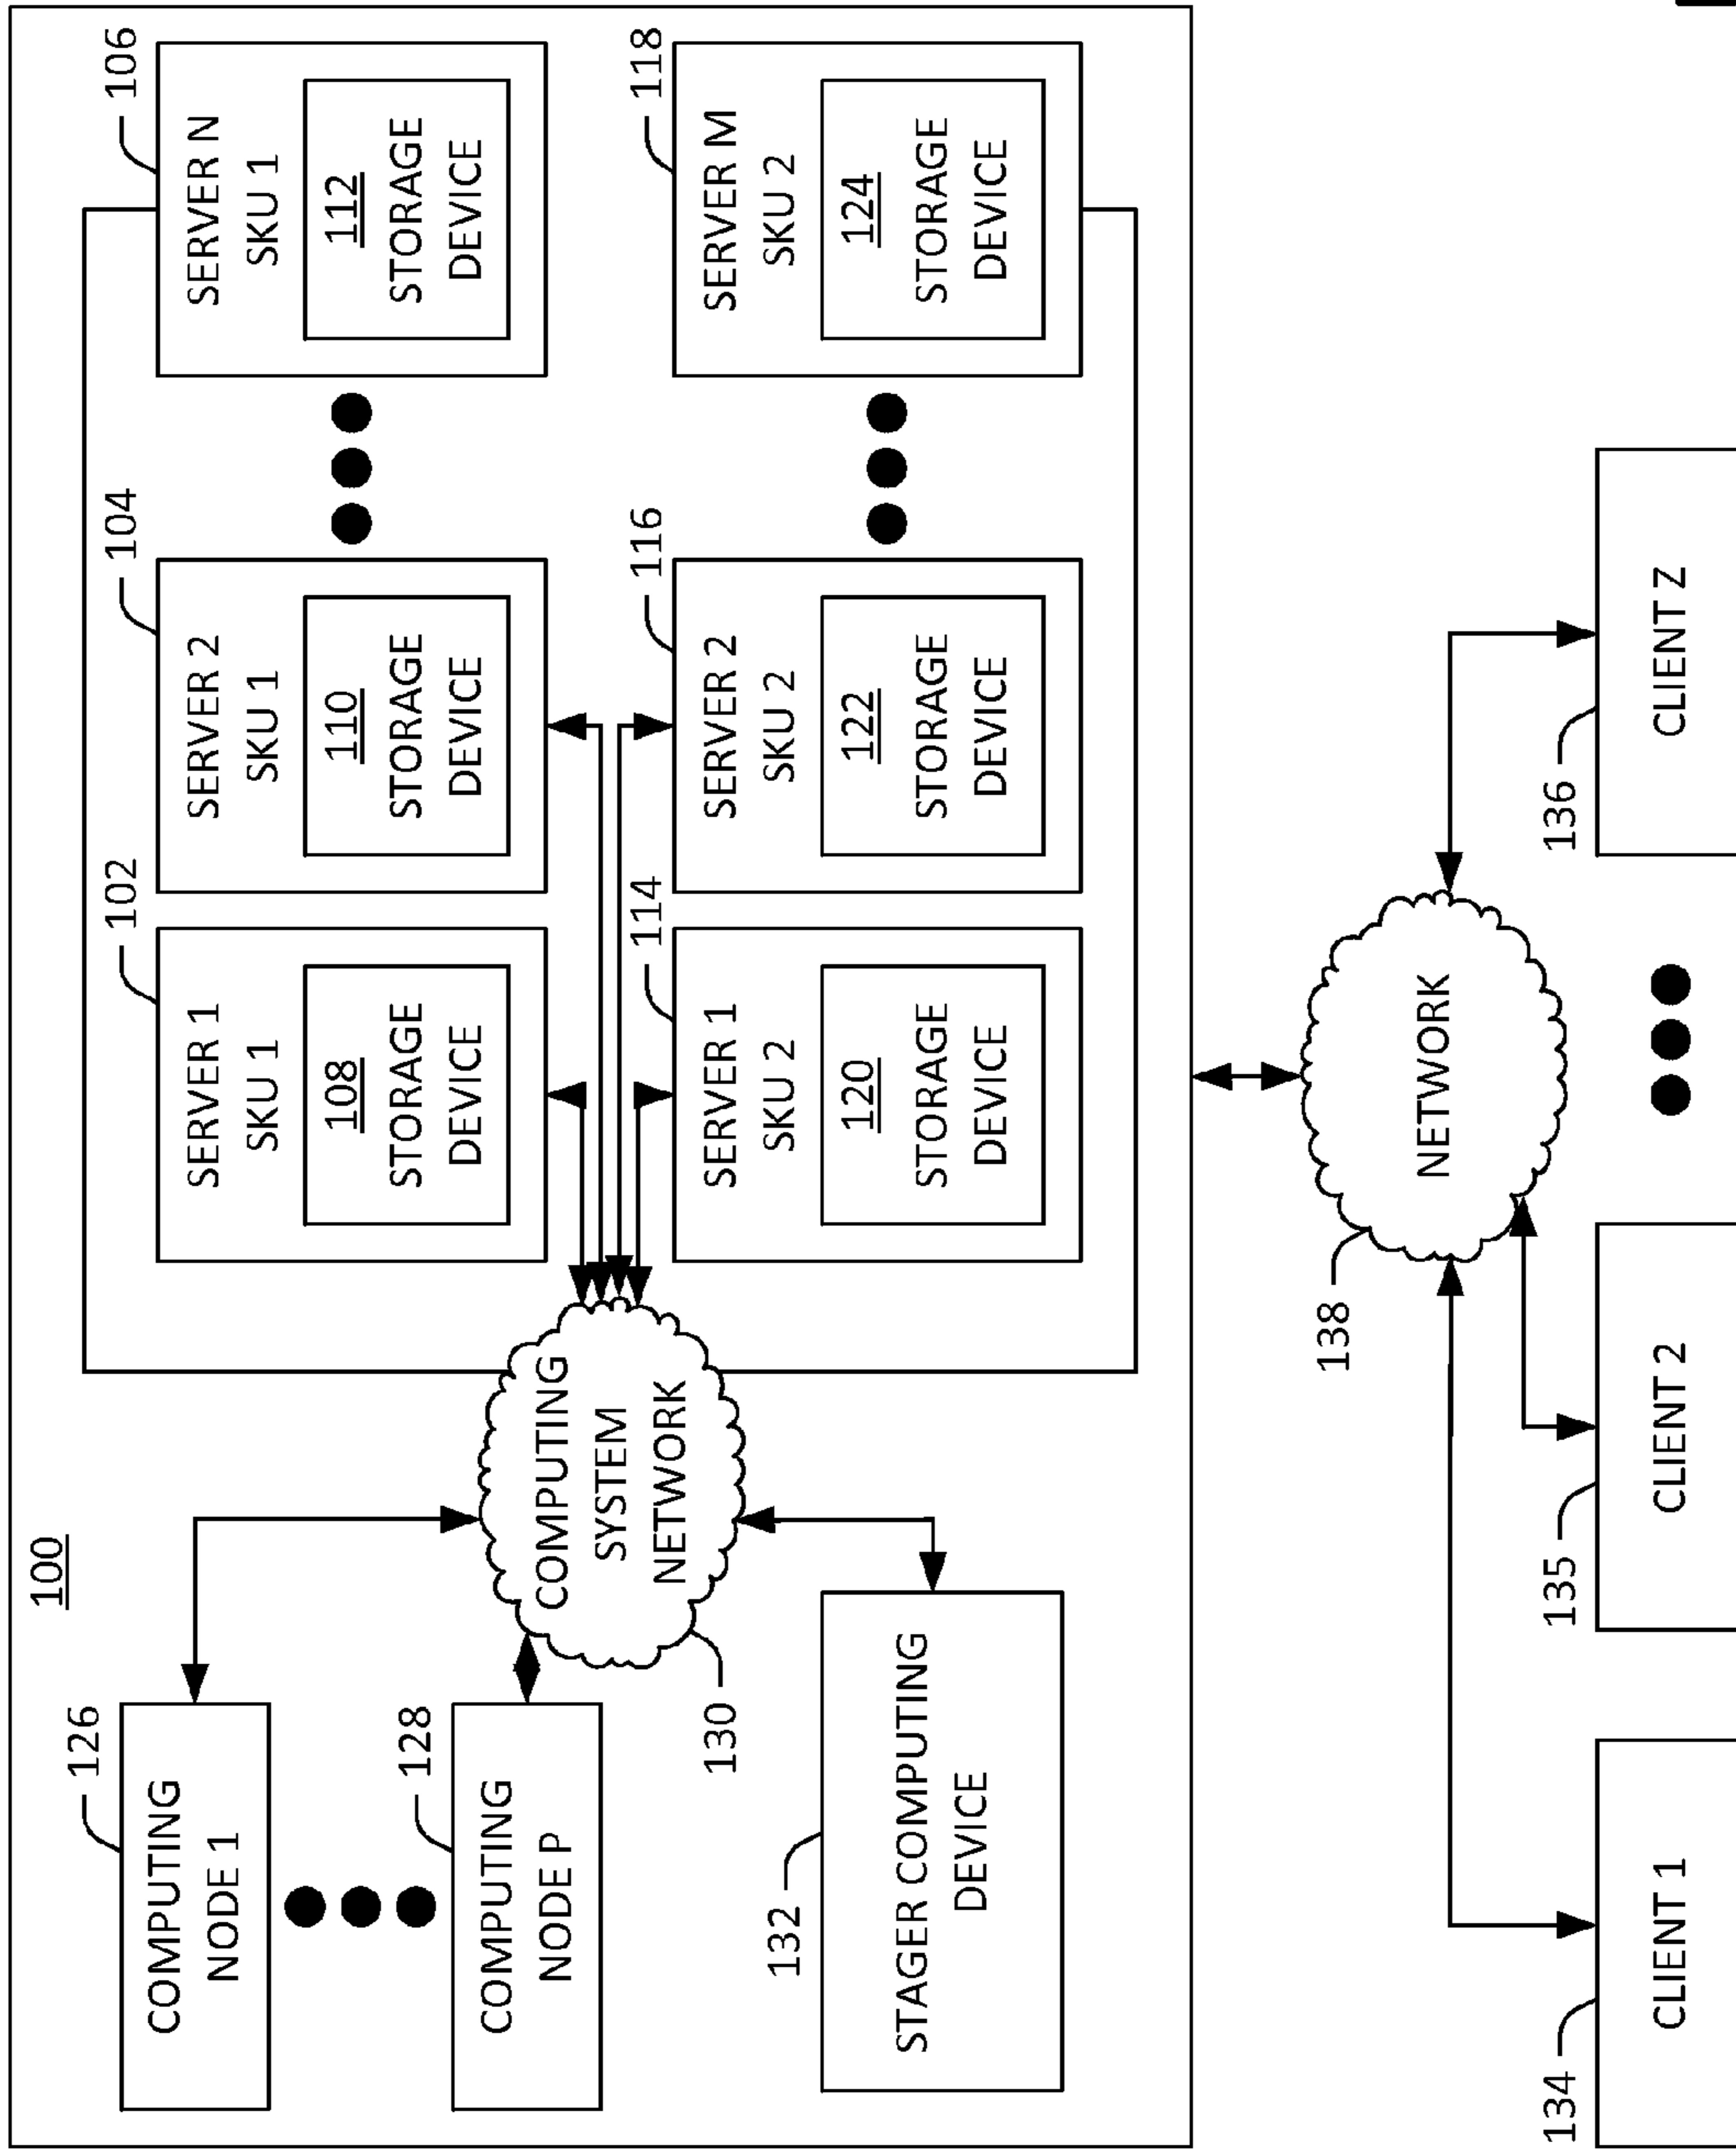 100
126
COMPUTING
NODE 1
128
COMPUTING
NODE P
130
COMPUTING
SYSTEM
NETWORK
132
STAGER COMPUTING
DEVICE
102
SERVER 1
SKU 1
108
STORAGE
DEVICE
104
SERVER 2
SKU 1
110
STORAGE
DEVICE
106
SERVER N
SKU 1
112
STORAGE
DEVICE
114
SERVER 1
SKU 2
120
STORAGE
DEVICE
116
SERVER 2
SKU 2
122
STORAGE
DEVICE
118
SERVER M
SKU 2
124
STORAGE
DEVICE
138
NETWORK
134
CLIENT 1
135
CLIENT 2
136
CLIENT Z